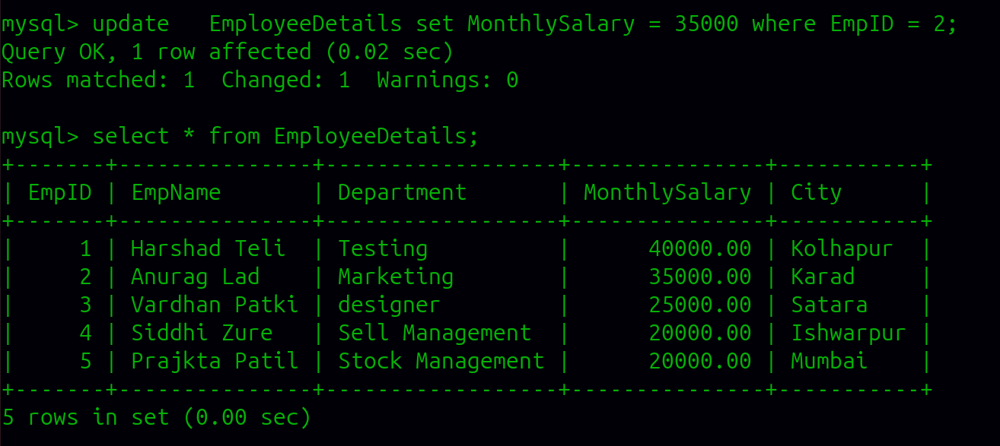 mysql> update   EmployeeDetails set MonthlySalary = 35000 where EmpID = 2;
Query OK, 1 row affected (0.02 sec)
Rows matched: 1  Changed: 1  Warnings: 0

mysql> select * from EmployeeDetails;
+-------+---------------+------------------+---------------+-----------+
| EmpID | EmpName       | Department       | MonthlySalary | City      |
+-------+---------------+------------------+---------------+-----------+
|     1 | Harshad Teli  | Testing          |      40000.00 | Kolhapur  |
|     2 | Anurag Lad    | Marketing        |      35000.00 | Karad     |
|     3 | Vardhan Patki | designer         |      25000.00 | Satara    |
|     4 | Siddhi Zure   | Sell Management  |      20000.00 | Ishwarpur |
|     5 | Prajkta Patil | Stock Management |      20000.00 | Mumbai    |
+-------+---------------+------------------+---------------+-----------+
5 rows in set (0.00 sec)